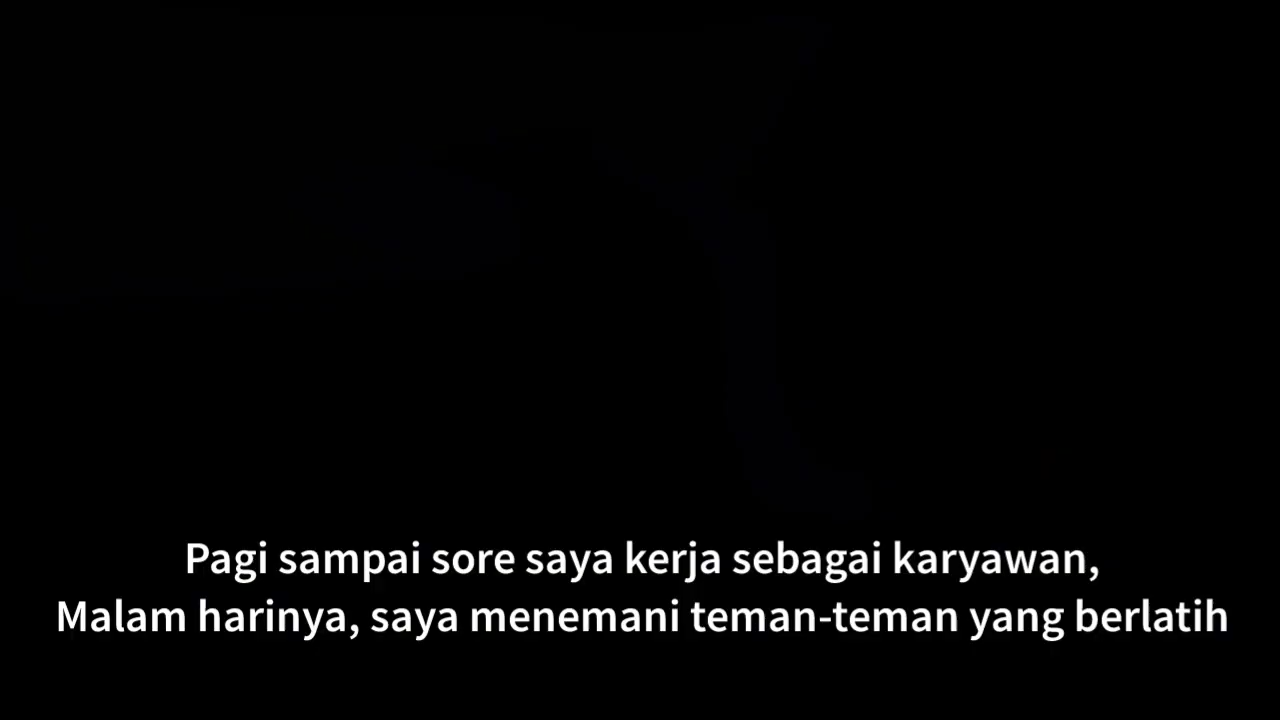 Pagi sampai sore saya kerja sebagai karyawan,
Malam harinya, saya menemani teman-teman yang berlatih